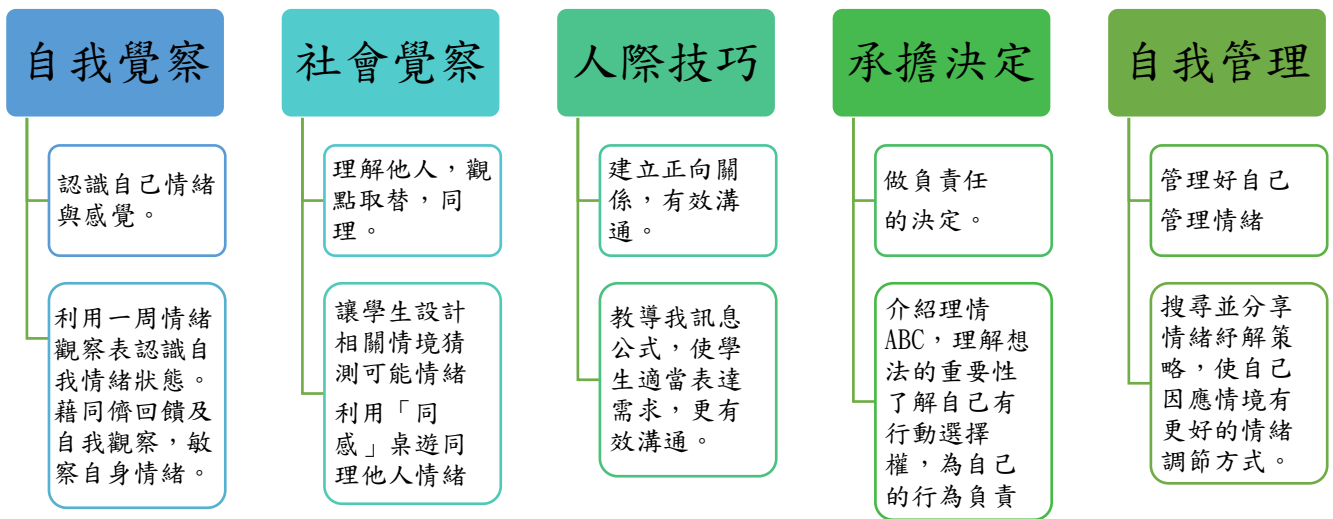 自我覺察
認識自己情緒
與感覺。
利用一周情緒
觀察表認識自
我情緒狀態。
藉同儕回饋及
自我觀察，敏
察自身情緒。
社會覺察
理解他人，觀
點取替，同
理。
讓學生設計
相關情境猜
測可能情緒
利用「同
感」桌遊同
理他人情緒
人際技巧
建立正向關
係，有效溝
通。
教導我訊息
公式，使學
生適當表達
需求，更有
效溝通。
承擔決定
做負責任
的決定。
介紹理情
ABC，理解想
法的重要性
了解自己有
行動選擇
權，為自己
的行為負責
自我管理
管理好自己
管理情緒
搜尋並分享
情緒紓解策
略，使自己
因應情境有
更好的情緒
調節方式。